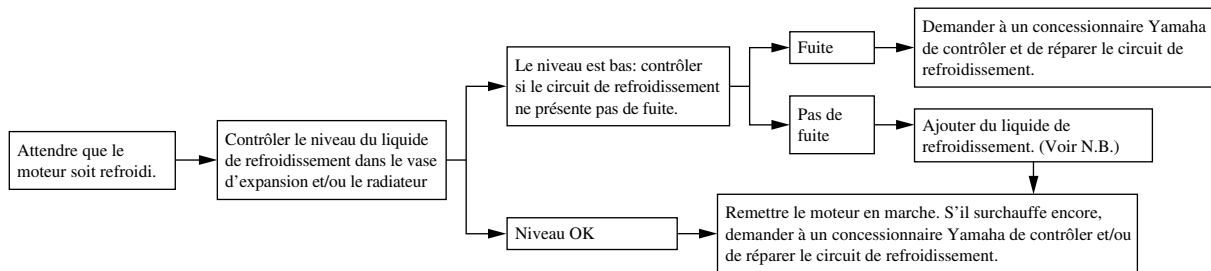 Attendre que le
moteur soit refroidi.
Contrôler le niveau du liquide
de refroidissement dans le vase
d’expansion et/ou le radiateur
Le niveau est bas: contrôler
si le circuit de refroidissement
ne présente pas de fuite.
Fuite
Demander à un concessionnaire Yamaha
de contrôler et de réparer le circuit de
refroidissement.
Pas de
fuite
Ajouter du liquide de
refroidissement. (Voir N.B.)
Niveau OK
Remettre le moteur en marche. S’il surchauffe encore,
demander à un concessionnaire Yamaha de contrôler et/ou
de réparer le circuit de refroidissement.